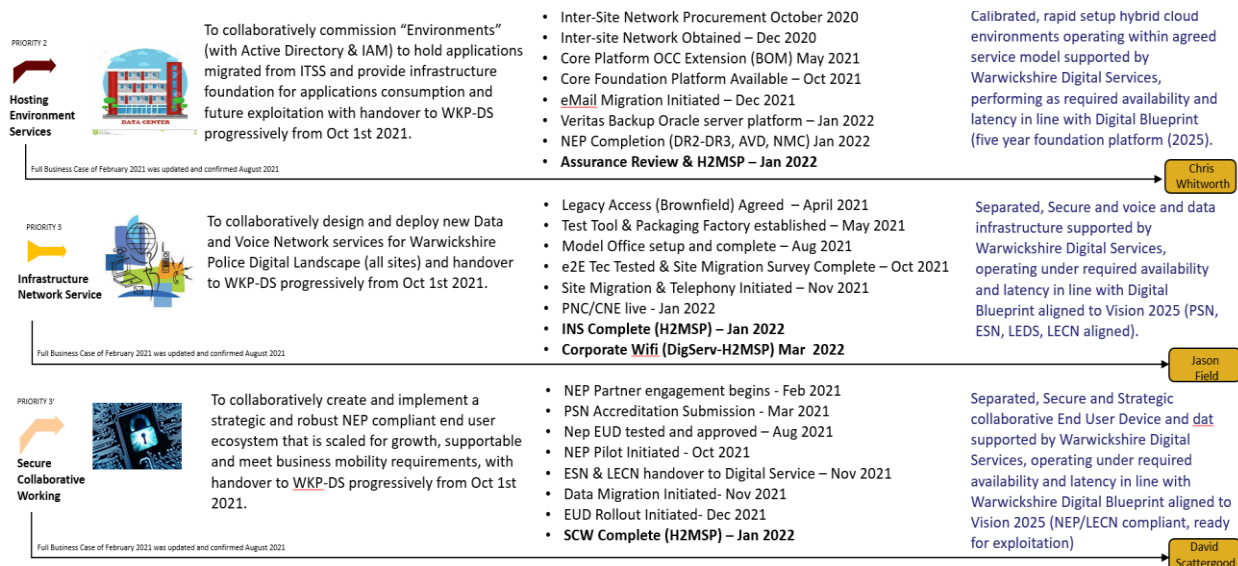 PRIORITY 2
Hosting
Environment
Services
DATA CENTER
To collaboratively commission “Environments”
(with Active Directory & IAM) to hold applications
migrated from ITSS and provide infrastructure
foundation for applications consumption and
future exploitation with handover to WKP-DS
progressively from Oct 1st 2021.
• Inter-Site Network Procurement October 2020
• Inter-site Network Obtained – Dec 2020
• Core Platform OCC Extension (BOM) May 2021
• Core Foundation Platform Available – Oct 2021
• eMail Migration Initiated – Dec 2021
• Veritas Backup Oracle server platform – Jan 2022
• NEP Completion (DR2-DR3, AVD, NMC) Jan 2022
• Assurance Review & H2MSP – Jan 2022
Calibrated, rapid setup hybrid cloud
environments operating within agreed
service model supported by
Warwickshire Digital Services,
performing as required availability and
latency in line with Digital Blueprint
(five year foundation platform (2025).
Full Business Case of February 2021 was updated and confirmed August 2021
Chris
Whitworth
PRIORITY 3
Infrastructure
Network Service
To collaboratively design and deploy new Data
and Voice Network services for Warwickshire
Police Digital Landscape (all sites) and handover
to WKP-DS progressively from Oct 1st 2021.
• Legacy Access (Brownfield) Agreed – April 2021
• Test Tool & Packaging Factory established – May 2021
• Model Office setup and complete – Aug 2021
• e2E Tec Tested & Site Migration Survey Complete – Oct 2021
• Site Migration & Telephony Initiated – Nov 2021
• PNC/CNE live - Jan 2022
• INS Complete (H2MSP) – Jan 2022
• Corporate Wifi (DigServ-H2MSP) Mar 2022
Separated, Secure and voice and data
infrastructure supported by
Warwickshire Digital Services,
operating under required availability
and latency in line with Digital
Blueprint aligned to Vision 2025 (PSN,
ESN, LEDS, LECN aligned).
Full Business Case of February 2021 was updated and confirmed August 2021
Jason
Field
PRIORITY 3'
Secure
Collaborative
Working
To collaboratively create and implement a
strategic and robust NEP compliant end user
ecosystem that is scaled for growth, supportable
and meet business mobility requirements, with
handover to WKP-DS progressively from Oct 1st
2021.
• NEP Partner engagement begins - Feb 2021
• PSN Accreditation Submission - Mar 2021
• Nep EUD tested and approved – Aug 2021
• NEP Pilot Initiated - Oct 2021
• ESN & LECN handover to Digital Service – Nov 2021
• Data Migration Initiated- Nov 2021
• EUD Rollout Initiated- Dec 2021
• SCW Complete (H2MSP) – Jan 2022
Separated, Secure and Strategic
collaborative End User Device and dat
supported by Warwickshire Digital
Services, operating under required
availability and latency in line with
Warwickshire Digital Blueprint aligned to
Vision 2025 (NEP/LECN compliant, ready
for exploitation)
Full Business Case of February 2021 was updated and confirmed August 2021
David
Scattergood